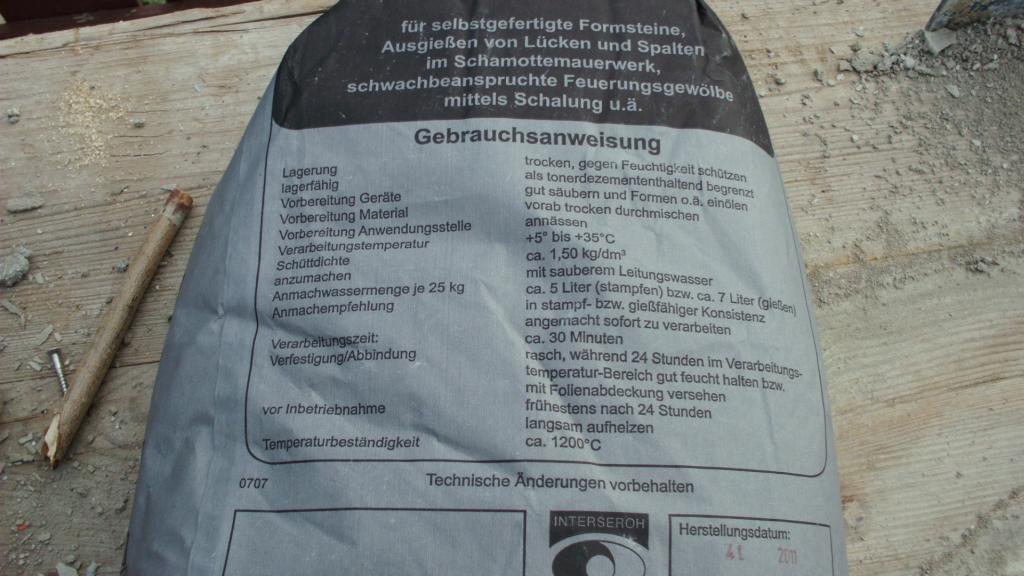 für selbstgefertigte Formsteine,
Ausgießen von Lücken und Spalten
im Schamottemauerwerk,
schwachbeanspruchte Feuerungsgewölbe
mittels Schalung u.ä.
Gebrauchsanweisung
Lagerung trocken, gegen Feuchtigkeit schützen
lagerfähig als tonerdezemententhaltend begrenzt
Vorbereitung Geräte gut säubern und Formen o.ä. einölen
Vorbereitung Material vorab trocken durchmischen
Vorbereitung Anwendungsstelle annässen
Verarbeitungstemperatur +5° bis +35°C
Schüttdichte ca. 1,50 kg/dm³
anzumachen mit sauberem Leitungswasser
Anmachwassermenge je 25 kg ca. 5 Liter (stampfen) bzw. ca. 7 Liter (gießen)
Anmachempfehlung in stampf- bzw. gießfähiger Konsistenz
angemacht sofort zu verarbeiten
Verarbeitungszeit: ca. 30 Minuten
Verfestigung/Abbindung rasch, während 24 Stunden im Verarbeitungs-
temperatur-Bereich gut feucht halten bzw.
mit Folienabdeckung versehen
vor Inbetriebnahme frühestens nach 24 Stunden
langsam aufheizen
Temperaturbeständigkeit ca. 1200°C
0707 Technische Änderungen vorbehalten
INTERSEROH
Herstellungsdatum:
2011